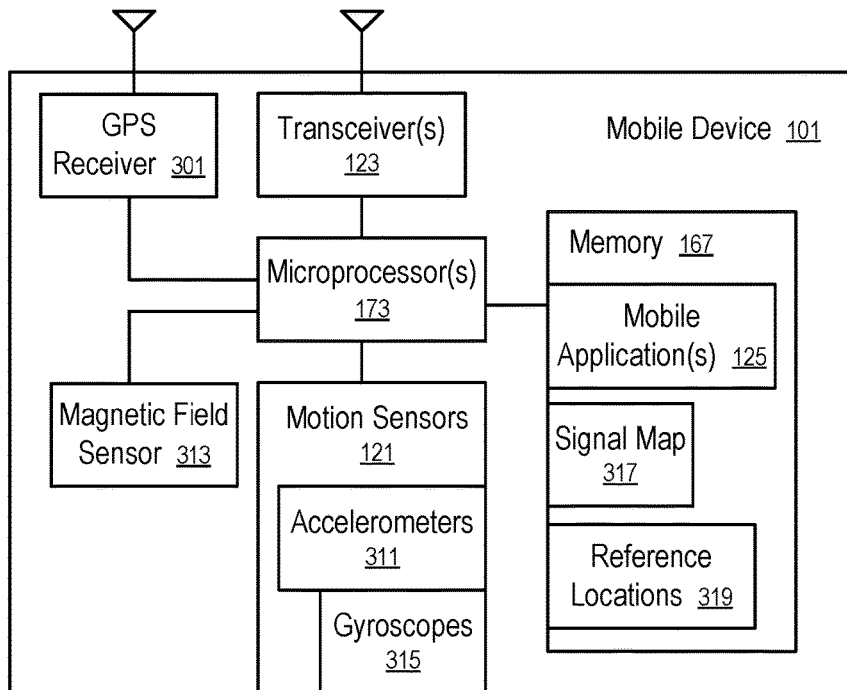 GPS
Receiver 301
Transceiver(s)
123
Mobile Device 101
Microprocessor(s)
173
Memory 167
Mobile
Application(s) 125
Signal Map
317
Reference
Locations 319
Magnetic Field
Sensor 313
Motion Sensors
121
Accelerometers
311
Gyroscopes
315